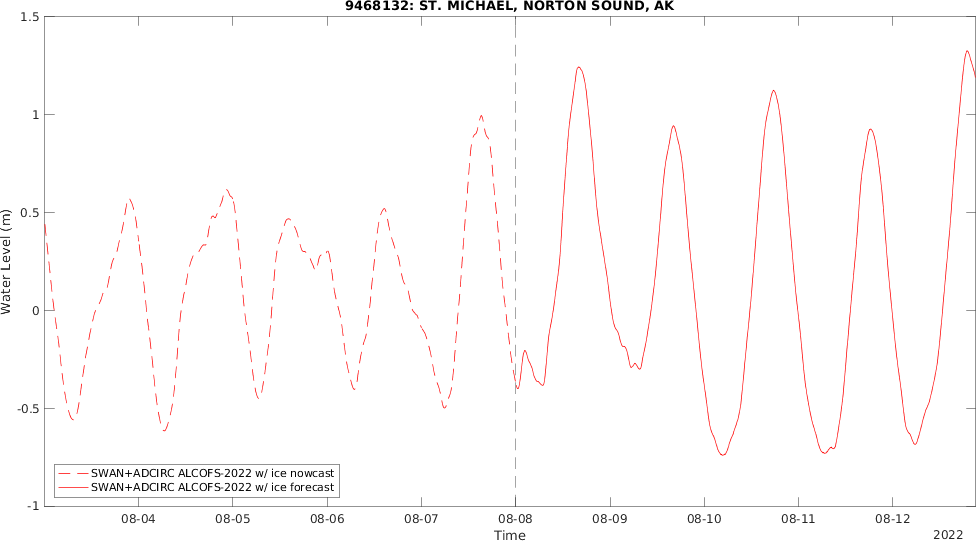 9468132: ST. MICHAEL, NORTON SOUND, AK
1.5
1
0.5
0
-0.5
-1
Water Level (m)
SWAN+ADCIRC ALCOFS-2022 w/ ice nowcast
SWAN+ADCIRC ALCOFS-2022 w/ ice forecast
08-04 08-05 08-06 08-07 08-08 08-09 08-10 08-11 08-12
Time
2022